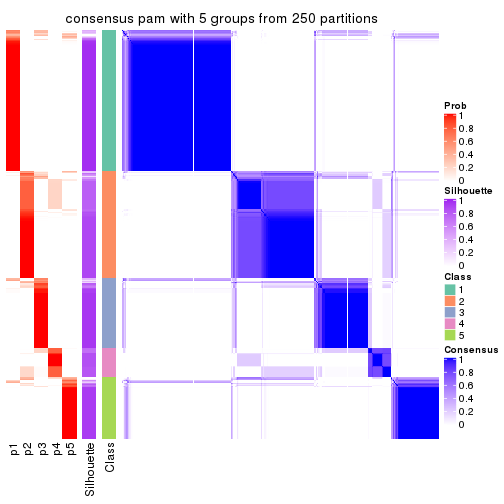 consensus pam with 5 groups from 250 partitions
Prob
1
0.8
0.6
0.4
0.2
0
Silhouette
1
0.8
0.6
0.4
0.2
0
Class
1
2
3
4
5
Consensus
1
0.8
0.6
0.4
0.2
0
p1
p2
p3
p4
p5
Silhouette
Class